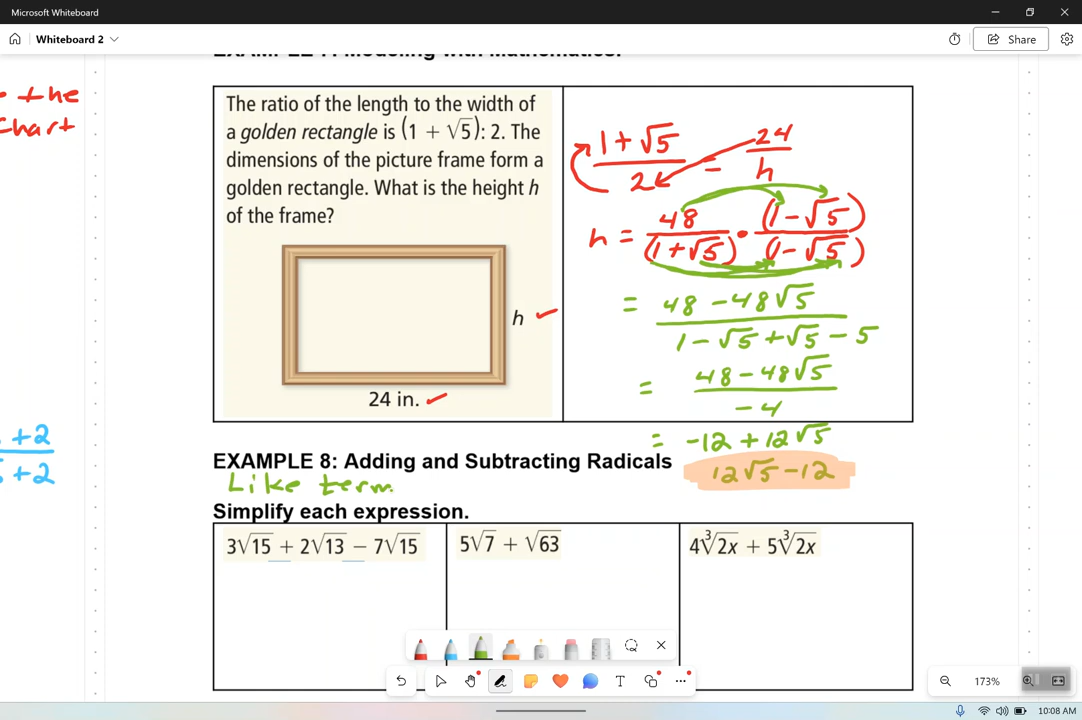 Microsoft Whiteboard
Whiteboard 2
Share
EXAMPLE 7: Modeling with Mathematics.
e the
Chart
The ratio of the length to the width of
a golden rectangle is (1 + √5) : 2. The
dimensions of the picture frame form a
golden rectangle. What is the height h
of the frame?
h
24 in.
(1 + √5)/2 = 24/h
h = 48/(1 + √5) • (1 - √5)/(1 - √5)
= (48 - 48√5)/(1 - √5 + √5 - 5)
= (48 - 48√5)/-4
= -12 + 12√5
12√5 - 12
+2
+2
EXAMPLE 8: Adding and Subtracting Radicals
Like term
Simplify each expression.
3√15 + 2√13 − 7√15
5√7 + √63
4∛2x + 5∛2x
173%
10:08 AM